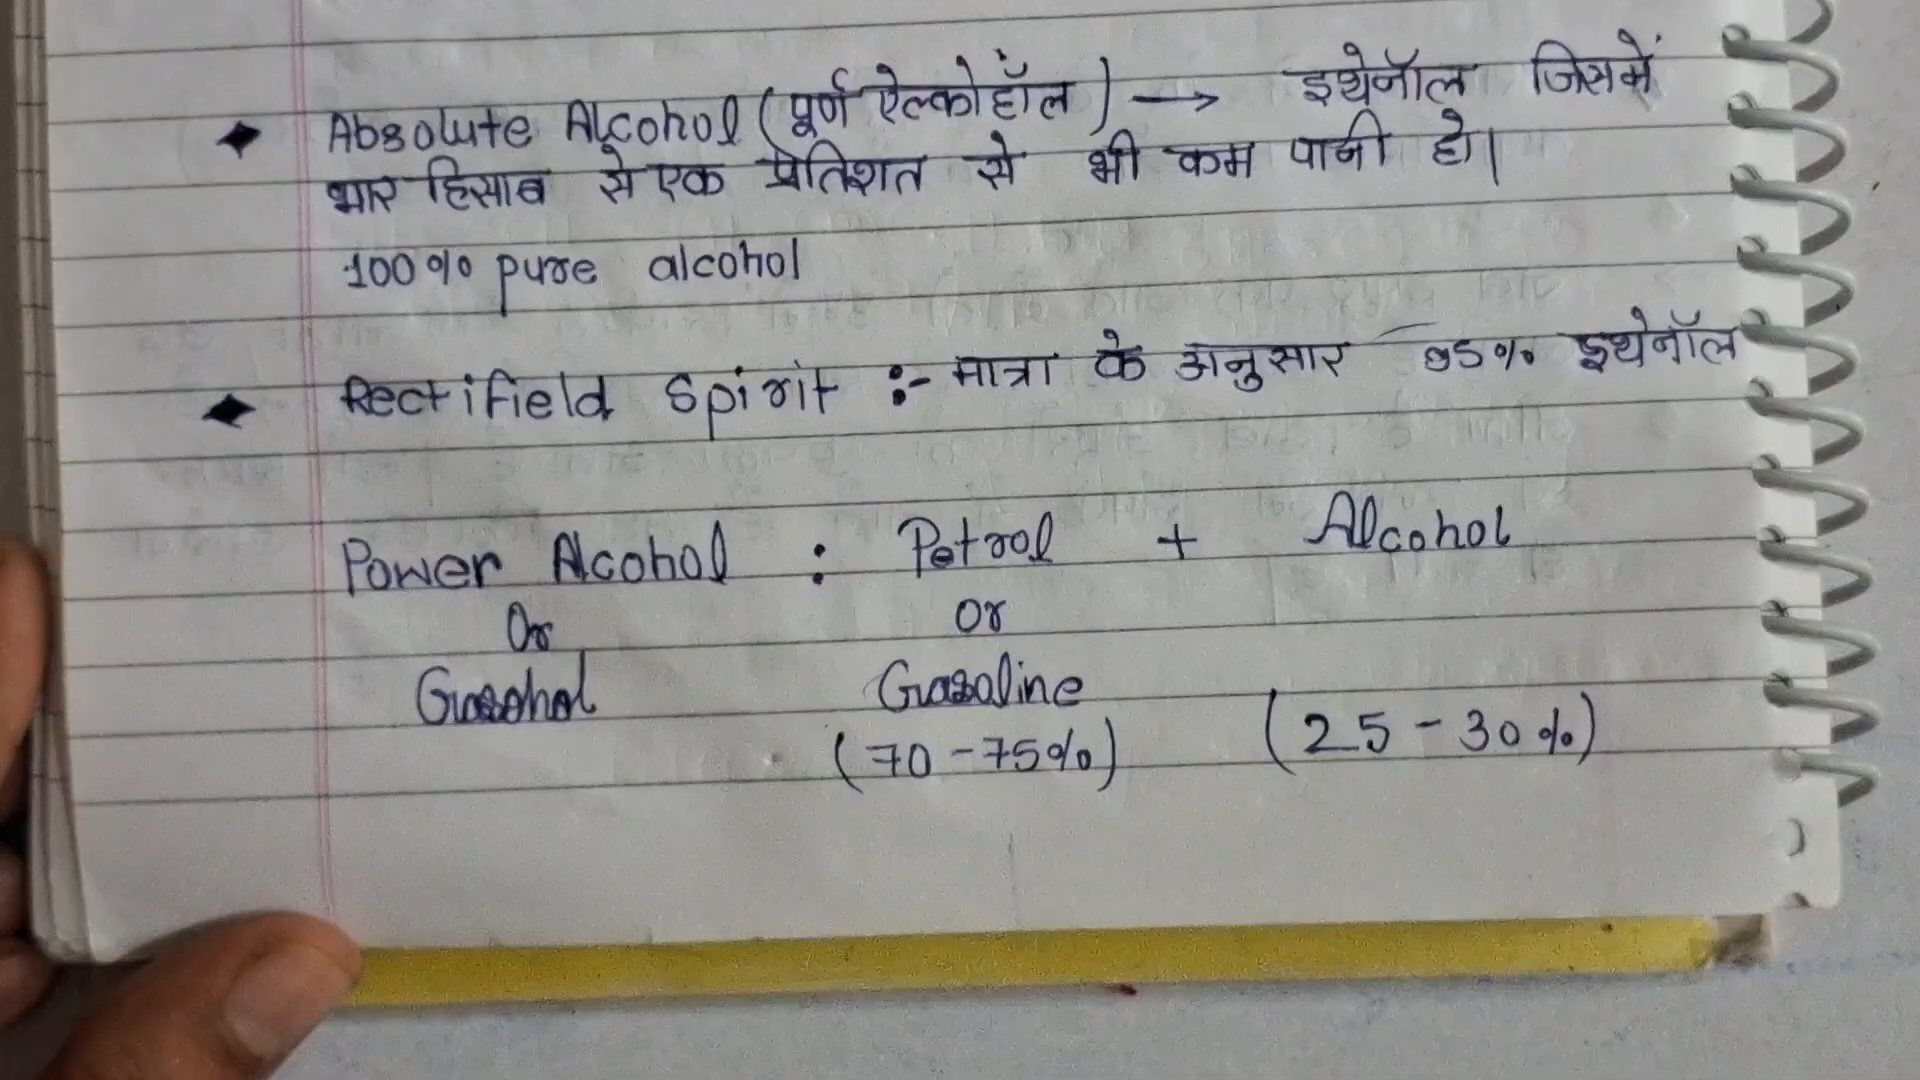 Absolute Alcohol (पूर्ण ऐल्कोहॉल) → इथेनॉल जिसमें
भार हिसाब से एक प्रतिशत से भी कम पानी हो।
100% pure alcohol
Rectifield Spirit :- मात्रा के अनुसार 95% इथेनॉल
Power Alcohol : Petrol + Alcohol
Or or
Gasohol Gasoline
(70-75%) (25-30%)